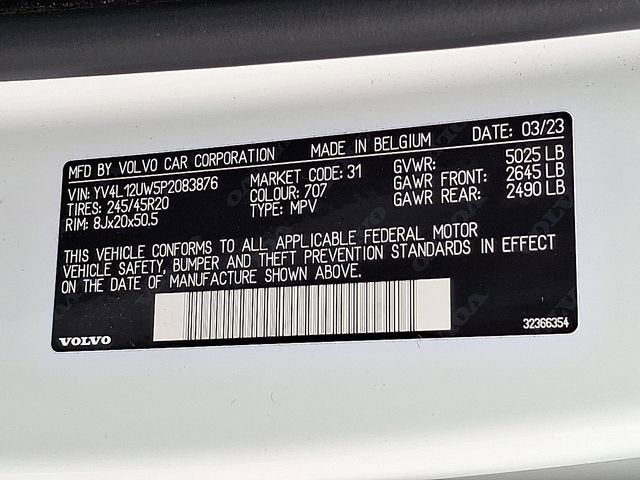 MFD BY VOLVO CAR CORPORATION MADE IN BELGIUM DATE: 03/23
VIN: YV4L12UW5P2083876 MARKET CODE: 31 GVWR: 5025 LB
TIRES: 245/45R20 COLOUR: 707 GAWR FRONT: 2645 LB
RIM: 8Jx20x50.5 TYPE: MPV GAWR REAR: 2490 LB
THIS VEHICLE CONFORMS TO ALL APPLICABLE FEDERAL MOTOR
VEHICLE SAFETY, BUMPER AND THEFT PREVENTION STANDARDS IN EFFECT
ON THE DATE OF MANUFACTURE SHOWN ABOVE.
VOLVO 32366354